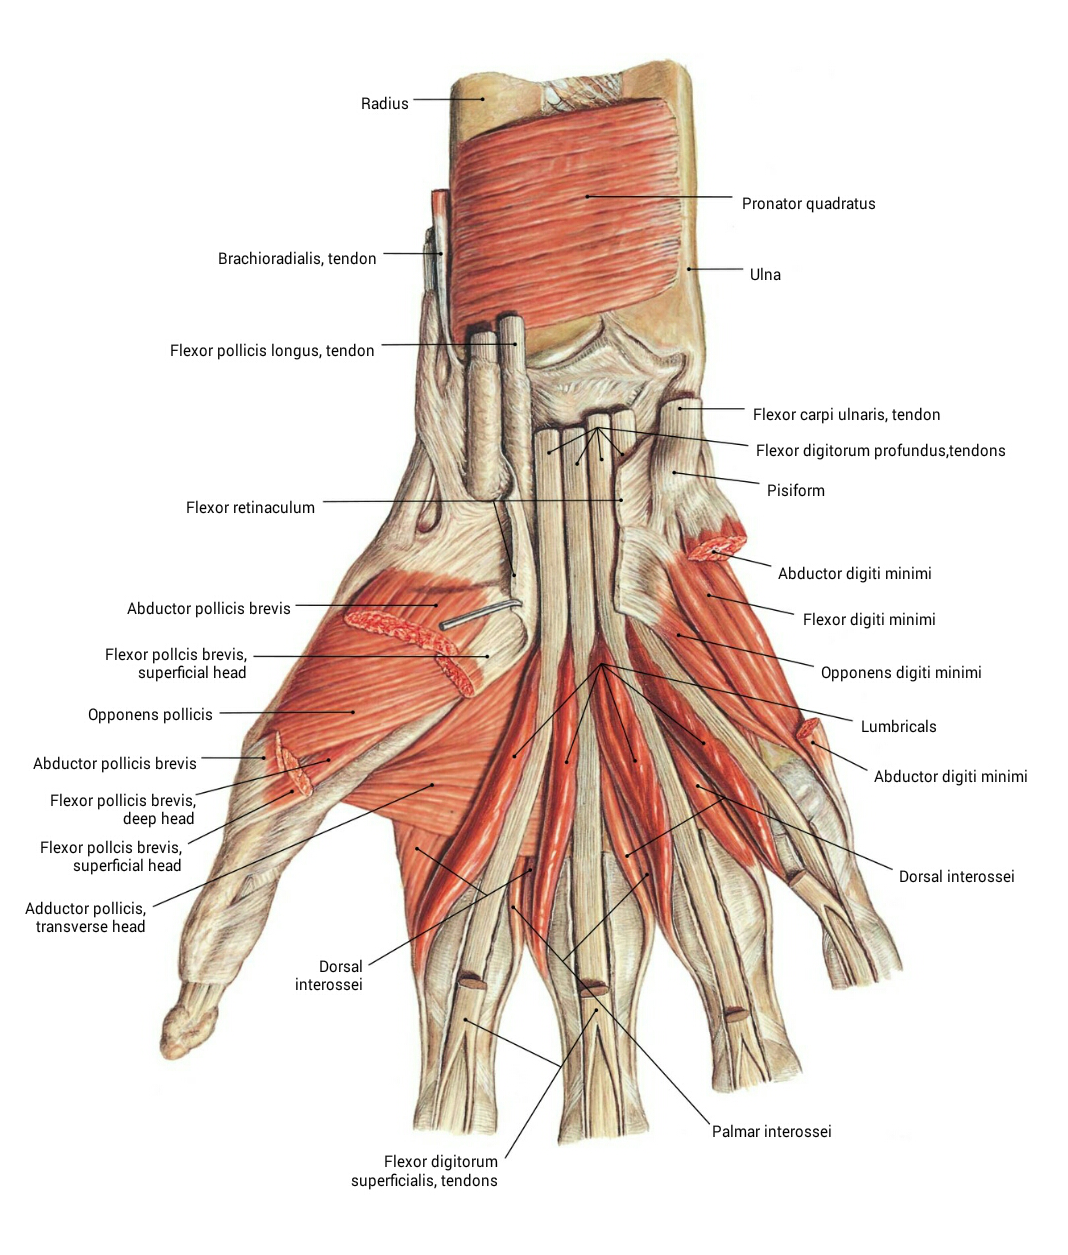 Radius
Pronator quadratus
Brachioradialis, tendon
Ulna
Flexor pollicis longus, tendon
Flexor carpi ulnaris, tendon
Flexor digitorum profundus,tendons
Pisiform
Flexor retinaculum
Abductor digiti minimi
Abductor pollicis brevis
Flexor digiti minimi
Flexor pollcis brevis,
superficial head
Opponens digiti minimi
Opponens pollicis
Lumbricals
Abductor pollicis brevis
Abductor digiti minimi
Flexor pollicis brevis,
deep head
Flexor pollcis brevis,
superficial head
Dorsal interossei
Adductor pollicis,
transverse head
Dorsal
interossei
Palmar interossei
Flexor digitorum
superficialis, tendons